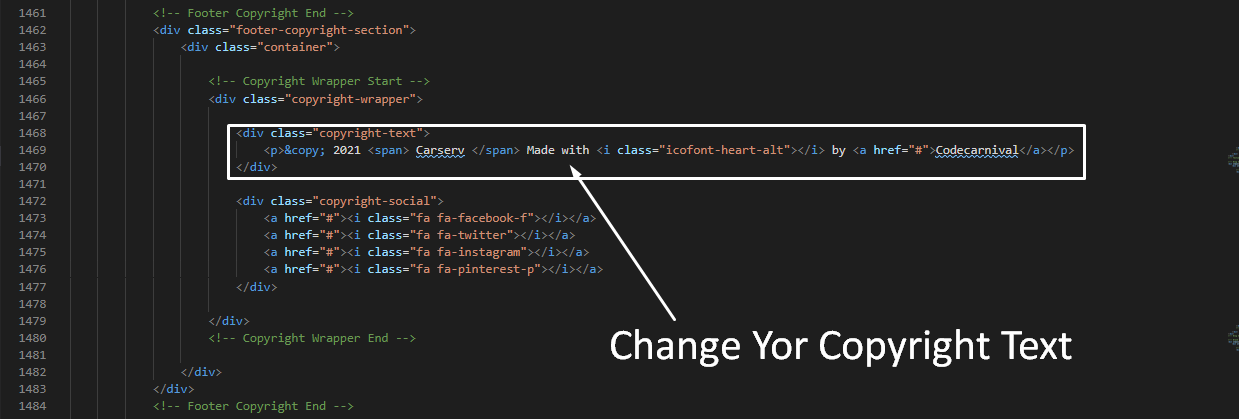 1461 <!-- Footer Copyright End -->
1462 <div class="footer-copyright-section">
1463 <div class="container">
1464
1465 <!-- Copyright Wrapper Start -->
1466 <div class="copyright-wrapper">
1467
1468 <div class="copyright-text">
1469 <p>&copy; 2021 <span> Carserv </span> Made with <i class="icofont-heart-alt"></i> by <a href="#">Codecarnival</a></p>
1470 </div>
1471
1472 <div class="copyright-social">
1473 <a href="#"><i class="fa fa-facebook-f"></i></a>
1474 <a href="#"><i class="fa fa-twitter"></i></a>
1475 <a href="#"><i class="fa fa-instagram"></i></a>
1476 <a href="#"><i class="fa fa-pinterest-p"></i></a>
1477 </div>
1478
1479 </div>
1480 <!-- Copyright Wrapper End -->
1481
1482 </div>
1483 </div>
1484 <!-- Footer Copyright End -->
Change Yor Copyright Text